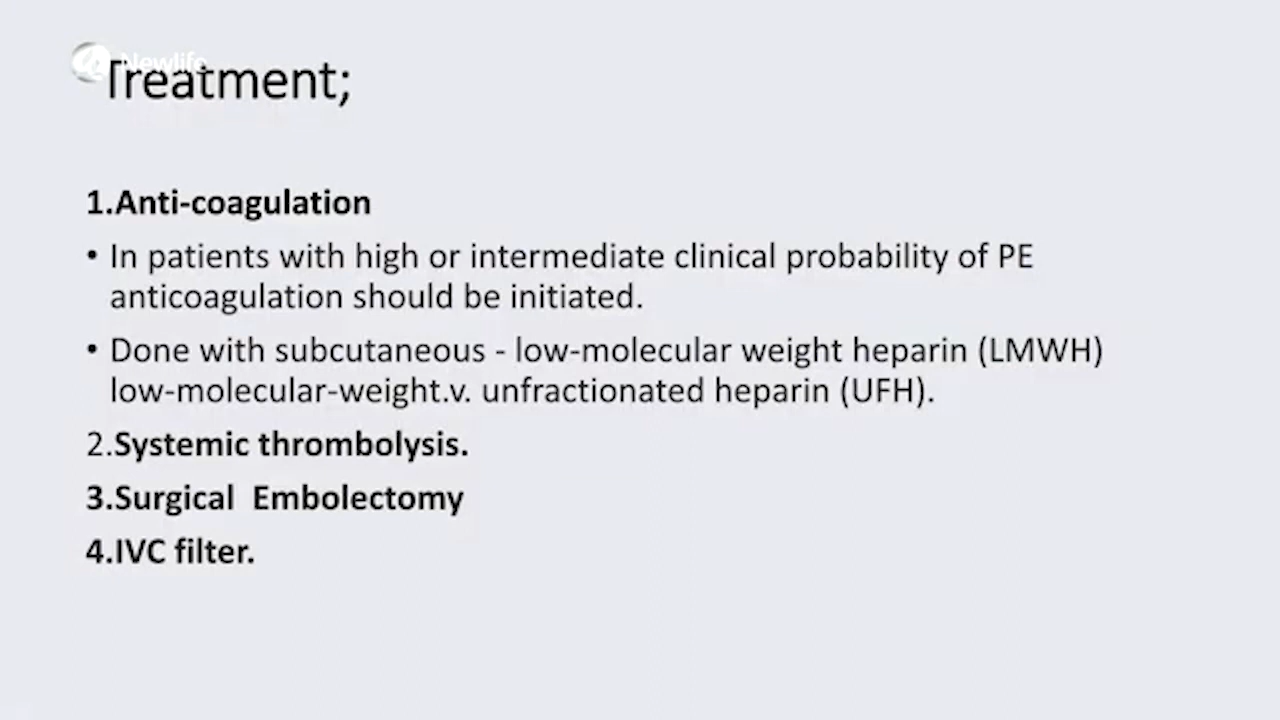 Newlife
Treatment;
1.Anti-coagulation
• In patients with high or intermediate clinical probability of PE
anticoagulation should be initiated.
• Done with subcutaneous - low-molecular weight heparin (LMWH)
low-molecular-weight.v. unfractionated heparin (UFH).
2.Systemic thrombolysis.
3.Surgical Embolectomy
4.IVC filter.